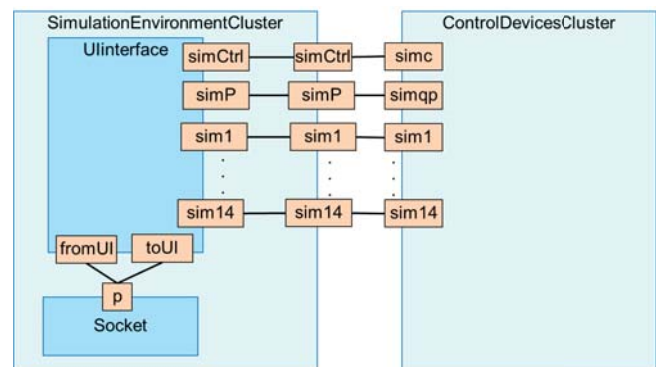 SimulationEnvironmentCluster
ControlDevicesCluster
UIinterface
simCtrl simCtrl simc
simP simP simqp
sim1 sim1 sim1
sim14 sim14 sim14
fromUI toUI
p
Socket